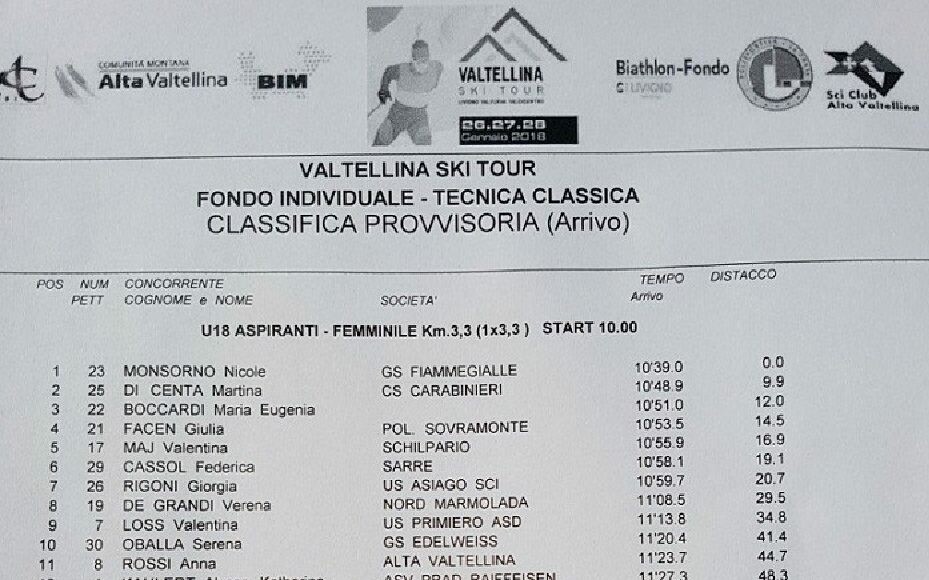 COMUNITÀ MONTANA
Alta Valtellina
BIM
VALTELLINA
SKI TOUR
26.27.28
Gennaio 2018
Biathlon-Fondo
LIVIGNO
Sci Club
Alta Valtellina
VALTELLINA SKI TOUR
FONDO INDIVIDUALE - TECNICA CLASSICA
CLASSIFICA PROVVISORIA (Arrivo)
POS NUM CONCORRENTE TEMPO DISTACCO
PETT COGNOME e NOME SOCIETA' Arrivo
U18 ASPIRANTI - FEMMINILE Km.3,3 (1x3,3 ) START 10.00
1 23 MONSORNO Nicole GS FIAMMEGIALLE 10'39.0 0.0
2 25 DI CENTA Martina CS CARABINIERI 10'48.9 9.9
3 22 BOCCARDI Maria Eugenia 10'51.0 12.0
4 21 FACEN Giulia POL. SOVRAMONTE 10'53.5 14.5
5 17 MAJ Valentina SCHILPARIO 10'55.9 16.9
6 29 CASSOL Federica SARRE 10'58.1 19.1
7 26 RIGONI Giorgia US ASIAGO SCI 10'59.7 20.7
8 19 DE GRANDI Verena NORD MARMOLADA 11'08.5 29.5
9 7 LOSS Valentina US PRIMIERO ASD 11'13.8 34.8
10 30 OBALLA Serena GS EDELWEISS 11'20.4 41.4
11 8 ROSSI Anna ALTA VALTELLINA 11'23.7 44.7
ASV PRAD RAIFFEISEN 11'27.3 48.3